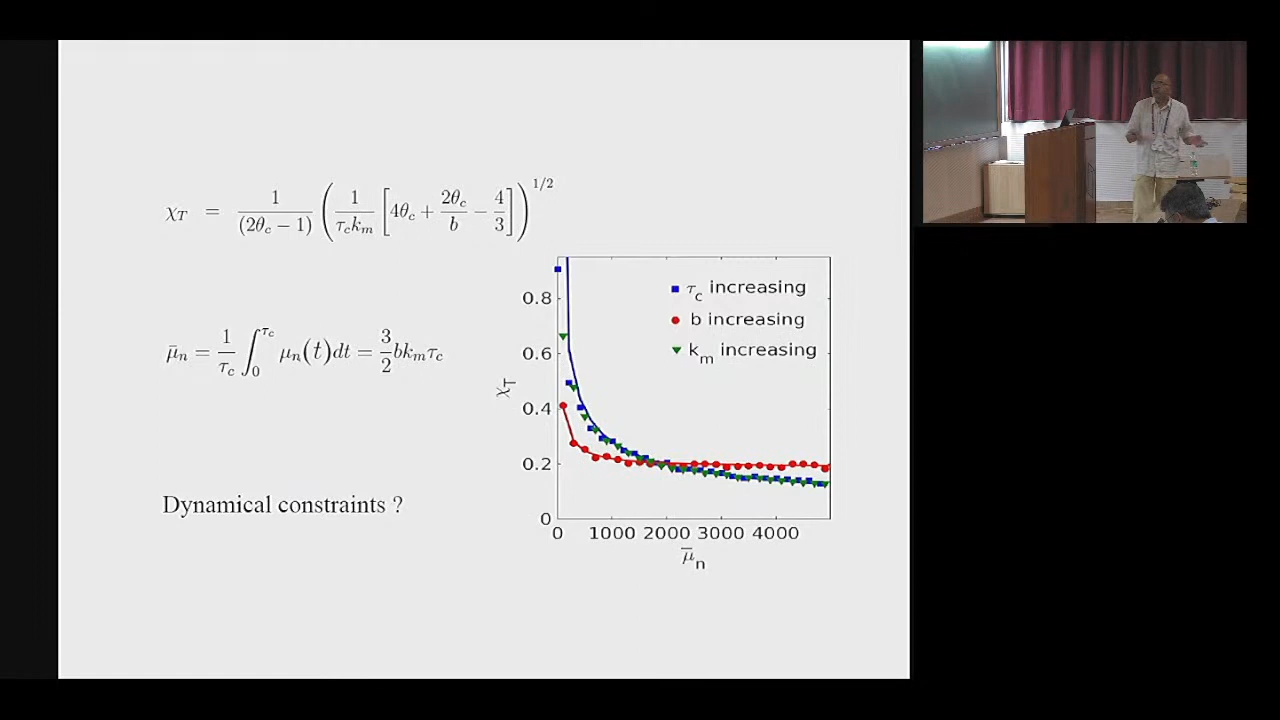 χ_T = 1/(2θ_c − 1) (1/(τ_c k_m) [4θ_c + 2θ_c/b − 4/3])^{1/2}
μ̄_n = 1/τ_c ∫_0^{τ_c} μ_n(t)dt = 3/2 bk_mτ_c
Dynamical constraints ?
τ_c increasing
b increasing
k_m increasing
0.8
0.6
0.4
0.2
0
χ_T
0 1000 2000 3000 4000
μ̄_n